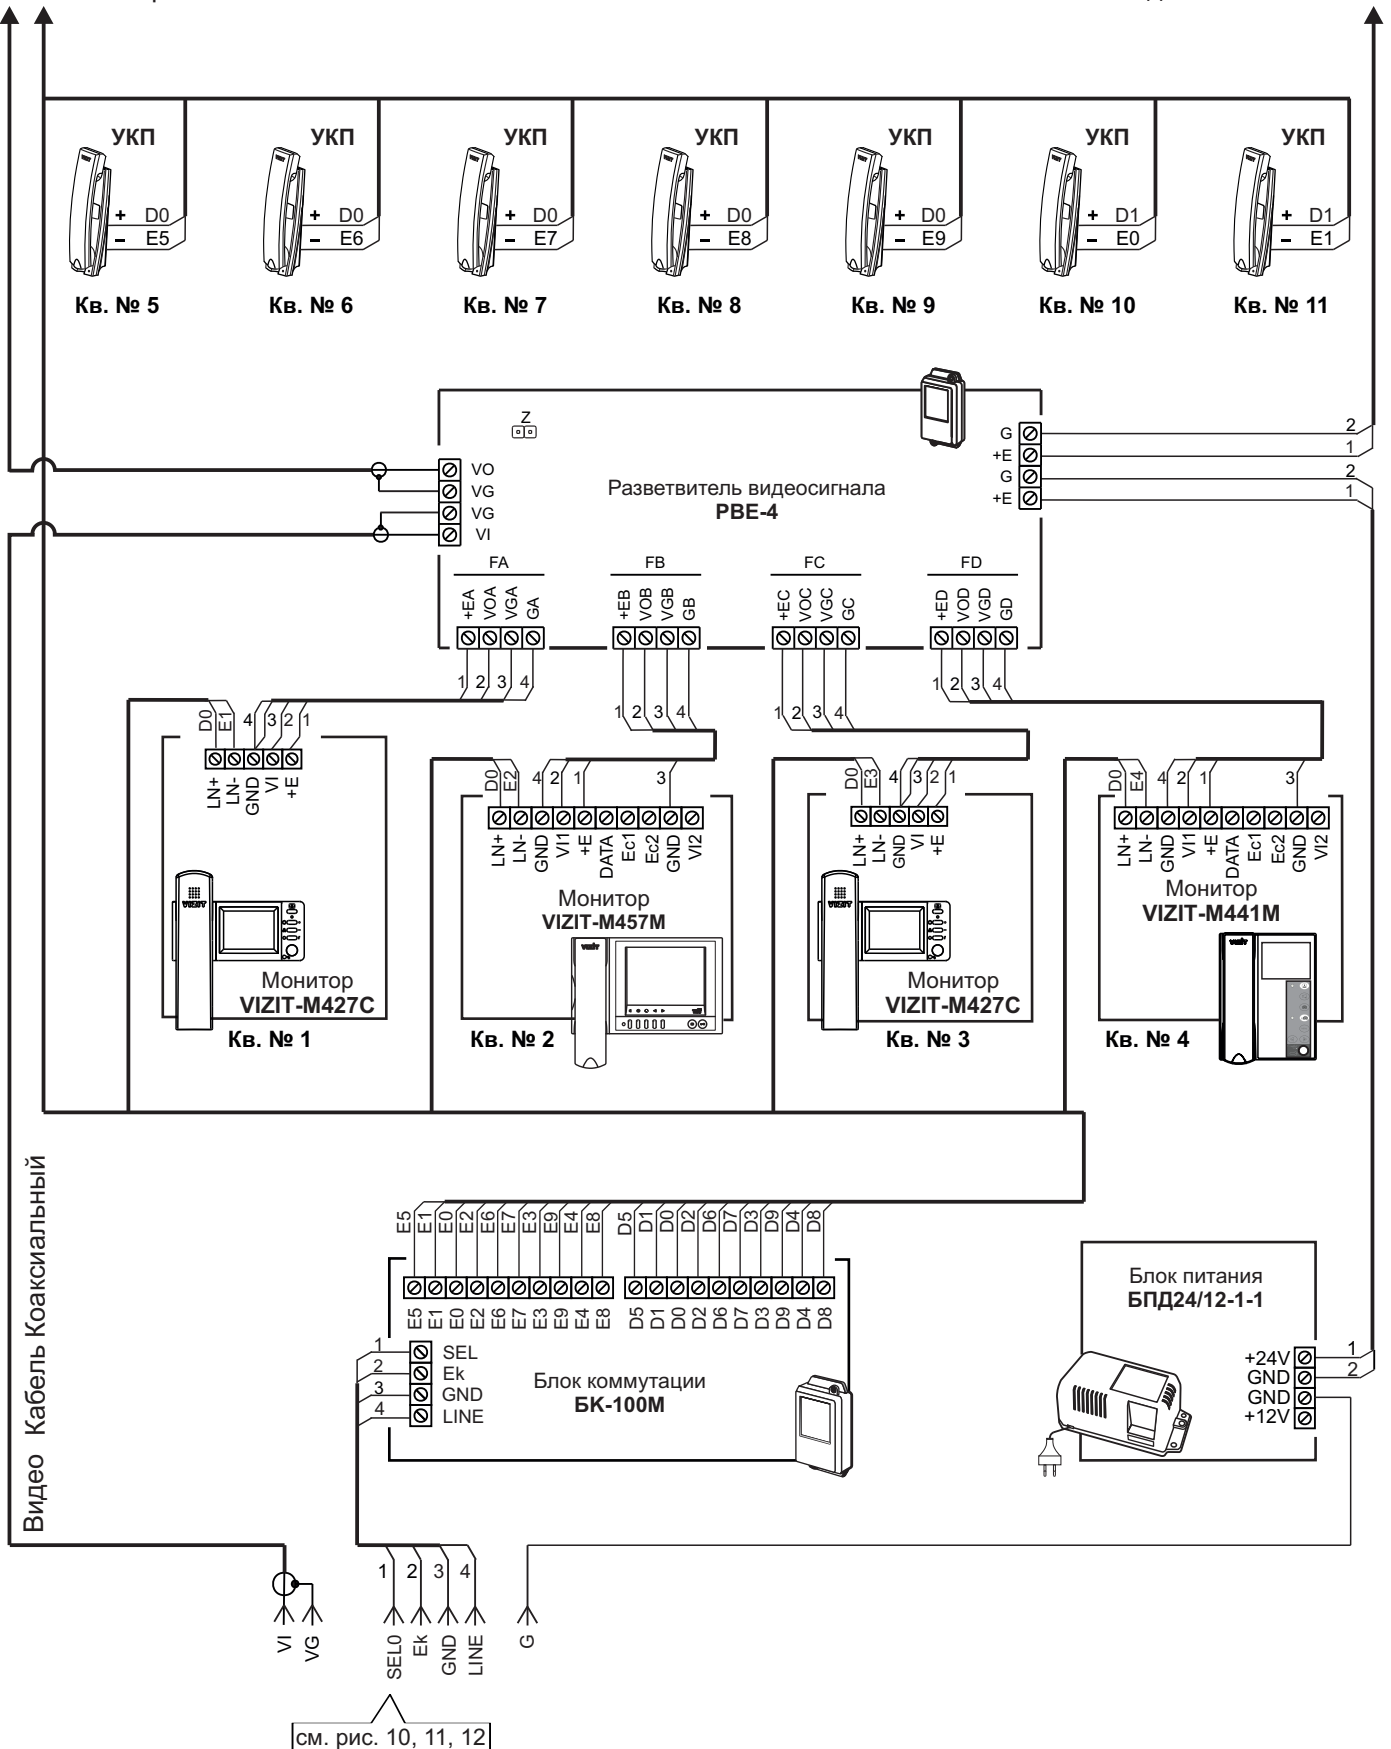 УКП УКП УКП УКП УКП УКП УКП
+ D0 + D0 + D0 + D0 + D0 + D1 + D1
– E5 – E6 – E7 – E8 – E9 – E0 – E1
Кв. № 5 Кв. № 6 Кв. № 7 Кв. № 8 Кв. № 9 Кв. № 10 Кв. № 11
Z
G 2
+E 1
G 2
+E 1
VO
VG
VG
VI
Разветвитель видеосигнала
РВЕ-4
FA FB FC FD
+EA VOA VGA GA +EB VOB VGB GB +EC VOC VGC GC +ED VOD VGD GD
1 2 3 4 1 2 3 4 1 2 3 4 1 2 3 4
D0 E1 4 3 2 1
LN+ LN- GND VI +E
D0 E2 4 2 1 3
LN+ LN- GND VI1 +E DATA Ec1 Ec2 GND VI2
D0 E3 4 3 2 1
LN+ LN- GND VI +E
D0 E4 4 2 1 3
LN+ LN- GND VI1 +E DATA Ec1 Ec2 GND VI2
Монитор
VIZIT-M427C
Кв. № 1
Монитор
VIZIT-M457M
Кв. № 2
Монитор
VIZIT-M427C
Кв. № 3
Монитор
VIZIT-M441M
Кв. № 4
Видео Кабель Коаксиальный
E5 E1 E0 E2 E6 E7 E3 E9 E4 E8 D5 D1 D0 D2 D6 D7 D3 D9 D4 D8
E5 E1 E0 E2 E6 E7 E3 E9 E4 E8 D5 D1 D0 D2 D6 D7 D3 D9 D4 D8
1 SEL
2 Ek
3 GND
4 LINE
Блок коммутации
БК-100М
Блок питания
БПД24/12-1-1
+24V 1
GND 2
GND
+12V
1 2 3 4
VI VG SEL0 Ek GND LINE G
см. рис. 10, 11, 12